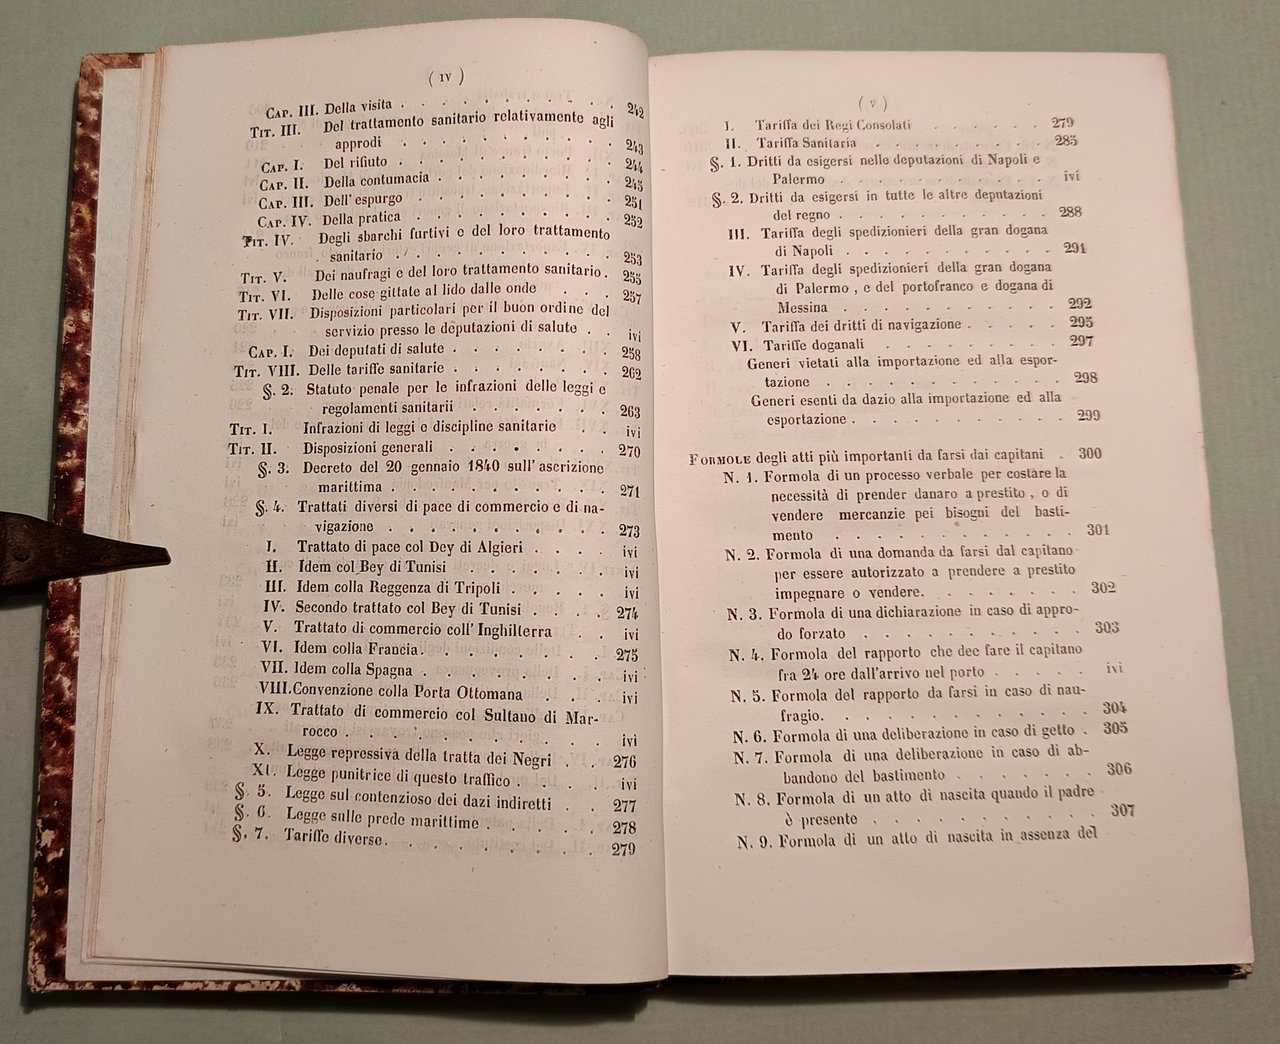 ( IV )
CAP. III. Della visita . . . . . . . . . . . 242
TIT. III. Del trattamento sanitario relativamente agli
approdi . . . . . . . . . . 243
CAP. I. Del rifiuto . . . . . . . . . . . 244
CAP. II. Della contumacia . . . . . . . . . 245
CAP. III. Dell' espurgo . . . . . . . . . . 251
CAP. IV. Della pratica . . . . . . . . . . 252
TIT. IV. Degli sbarchi furtivi e del loro trattamento
sanitario . . . . . . . . . . 253
TIT. V. Dei naufragi e del loro trattamento sanitario. 255
TIT. VI. Delle cose gittate al lido dalle onde . . . 257
TIT. VII. Disposizioni particolari per il buon ordine del
servizio presso le deputazioni di salute . . ivi
CAP. I. Dei deputati di salute . . . . . . . . 258
TIT. VIII. Delle tariffe sanitarie . . . . . . . . 262
§. 2. Statuto penale per le infrazioni delle leggi e
regolamenti sanitarii . . . . . . . 263
TIT. I. Infrazioni di leggi e discipline sanitarie . . ivi
TIT. II. Disposizioni generali . . . . . . . . 270
§. 3. Decreto del 20 gennaio 1840 sull' ascrizione
marittima . . . . . . . . . . 271
§. 4. Trattati diversi di pace di commercio e di na-
vigazione . . . . . . . . . . 273
I. Trattato di pace col Dey di Algieri . . . . ivi
II. Idem col Bey di Tunisi . . . . . . . ivi
III. Idem colla Reggenza di Tripoli . . . . . ivi
IV. Secondo trattato col Bey di Tunisi . . . . 274
V. Trattato di commercio coll' Inghilterra . . . ivi
VI. Idem colla Francia. . . . . . . . . 275
VII. Idem colla Spagna . . . . . . . . . ivi
VIII. Convenzione colla Porta Ottomana . . . . ivi
IX. Trattato di commercio col Sultano di Mar-
rocco . . . . . . . . . . . ivi
X. Legge repressiva della tratta dei Negri . . 276
XI. Legge punitrice di questo traffico . . . . ivi
§. 5. Legge sul contenzioso dei dazi indiretti . . 277
§. 6. Legge sulle prede marittime . . . . . . 278
§. 7. Tariffe diverse. . . . . . . . . . 279
( V )
I. Tariffa dei Regi Consolati . . . . . . 279
II. Tariffa Sanitaria . . . . . . . . . 285
§. 1. Dritti da esigersi nelle deputazioni di Napoli e
Palermo . . . . . . . . . . ivi
§. 2. Dritti da esigersi in tutte le altre deputazioni
del regno . . . . . . . . . . 288
III. Tariffa degli spedizionieri della gran dogana
di Napoli . . . . . . . . . . 291
IV. Tariffa degli spedizionieri della gran dogana
di Palermo , e del portofranco e dogana di
Messina . . . . . . . . . . 292
V. Tariffa dei dritti di navigazione . . . . . 295
VI. Tariffe doganali . . . . . . . . . 297
Generi vietati alla importazione ed alla espor-
tazione . . . . . . . . . . . 298
Generi esenti da dazio alla importazione ed alla
esportazione . . . . . . . . . . 299
FORMOLE degli atti più importanti da farsi dai capitani . 300
N. 1. Formola di un processo verbale per costare la
necessità di prender danaro a prestito , o di
vendere mercanzie pei bisogni del basti-
mento . . . . . . . . . . . 301
N. 2. Formola di una domanda da farsi dal capitano
per essere autorizzato a prendere a prestito
impegnare o vendere. . . . . . . . 302
N. 3. Formola di una dichiarazione in caso di appro-
do forzato . . . . . . . . . . 303
N. 4. Formola del rapporto che dee fare il capitano
fra 24 ore dall'arrivo nel porto . . . . ivi
N. 5. Formola del rapporto da farsi in caso di nau-
fragio. . . . . . . . . . . . 304
N. 6. Formola di una deliberazione in caso di getto . 305
N. 7. Formola di una deliberazione in caso di ab-
bandono del bastimento . . . . . . 306
N. 8. Formola di un atto di nascita quando il padre
è presente . . . . . . . . . . 307
N. 9. Formola di un atto di nascita in assenza del